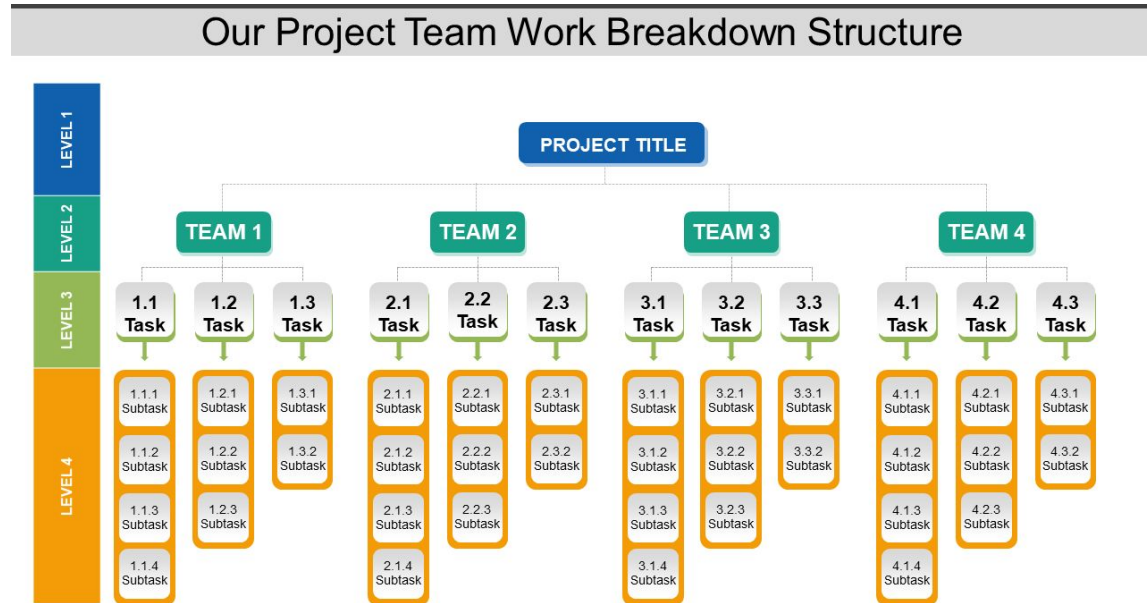 Our Project Team Work Breakdown Structure
LEVEL 1
PROJECT TITLE
LEVEL 2
TEAM 1
TEAM 2
TEAM 3
TEAM 4
LEVEL 3
1.1
Task
1.2
Task
1.3
Task
2.1
Task
2.2
Task
2.3
Task
3.1
Task
3.2
Task
3.3
Task
4.1
Task
4.2
Task
4.3
Task
LEVEL 4
1.1.1
Subtask
1.1.2
Subtask
1.1.3
Subtask
1.1.4
Subtask
1.2.1
Subtask
1.2.2
Subtask
1.2.3
Subtask
1.3.1
Subtask
1.3.2
Subtask
2.1.1
Subtask
2.1.2
Subtask
2.1.3
Subtask
2.1.4
Subtask
2.2.1
Subtask
2.2.2
Subtask
2.2.3
Subtask
2.3.1
Subtask
2.3.2
Subtask
3.1.1
Subtask
3.1.2
Subtask
3.1.3
Subtask
3.1.4
Subtask
3.2.1
Subtask
3.2.2
Subtask
3.2.3
Subtask
3.3.1
Subtask
3.3.2
Subtask
4.1.1
Subtask
4.1.2
Subtask
4.1.3
Subtask
4.1.4
Subtask
4.2.1
Subtask
4.2.2
Subtask
4.2.3
Subtask
4.3.1
Subtask
4.3.2
Subtask